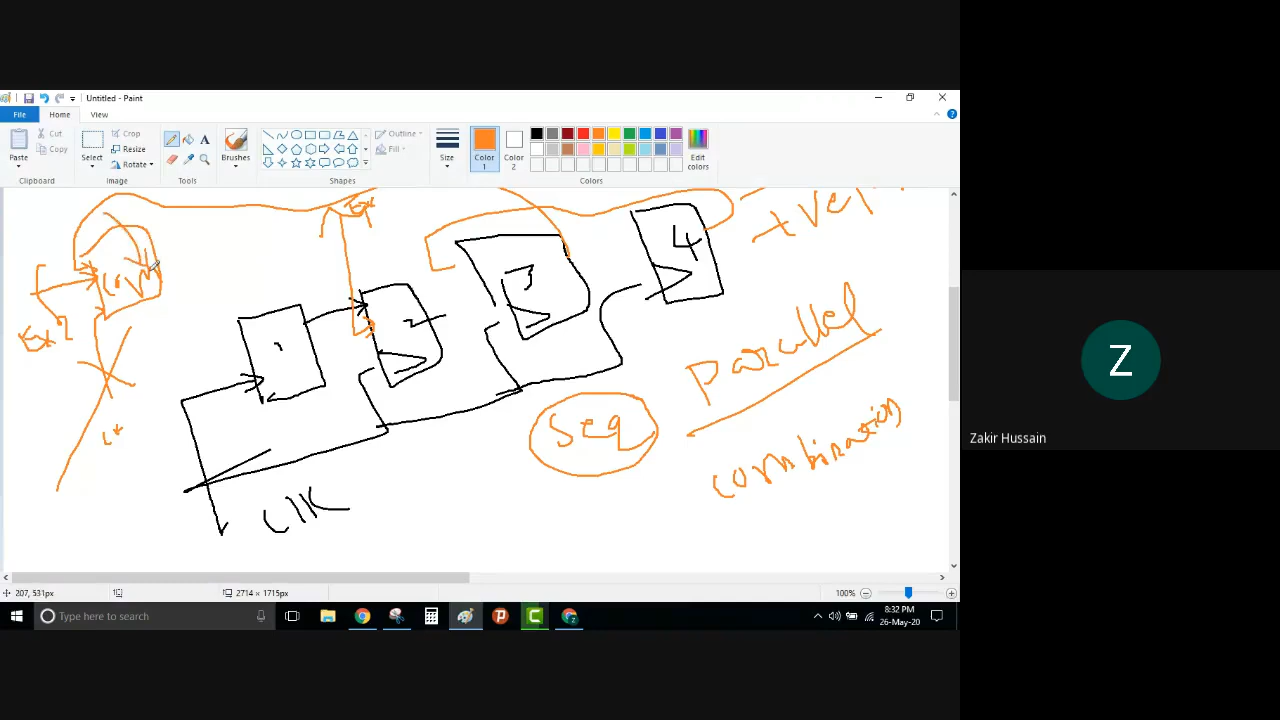 Untitled - Paint
File
Home
View
Paste
Cut
Copy
Clipboard
Select
Crop
Resize
Rotate
Image
A
Tools
Brushes
Outline
Fill
Shapes
Size
Color
1
Color
2
Edit
colors
Colors
+ve
4
3
2
1
parallel
Seq
combination
Clk
207, 531px
2714 × 1715px
100%
Type here to search
8:32 PM
26-May-20
Z
Zakir Hussain